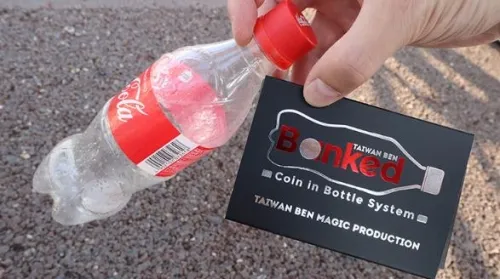 Coca-Cola
TAIWAN BEN
Bonked
Coin in Bottle System
TAIWAN BEN MAGIC PRODUCTION